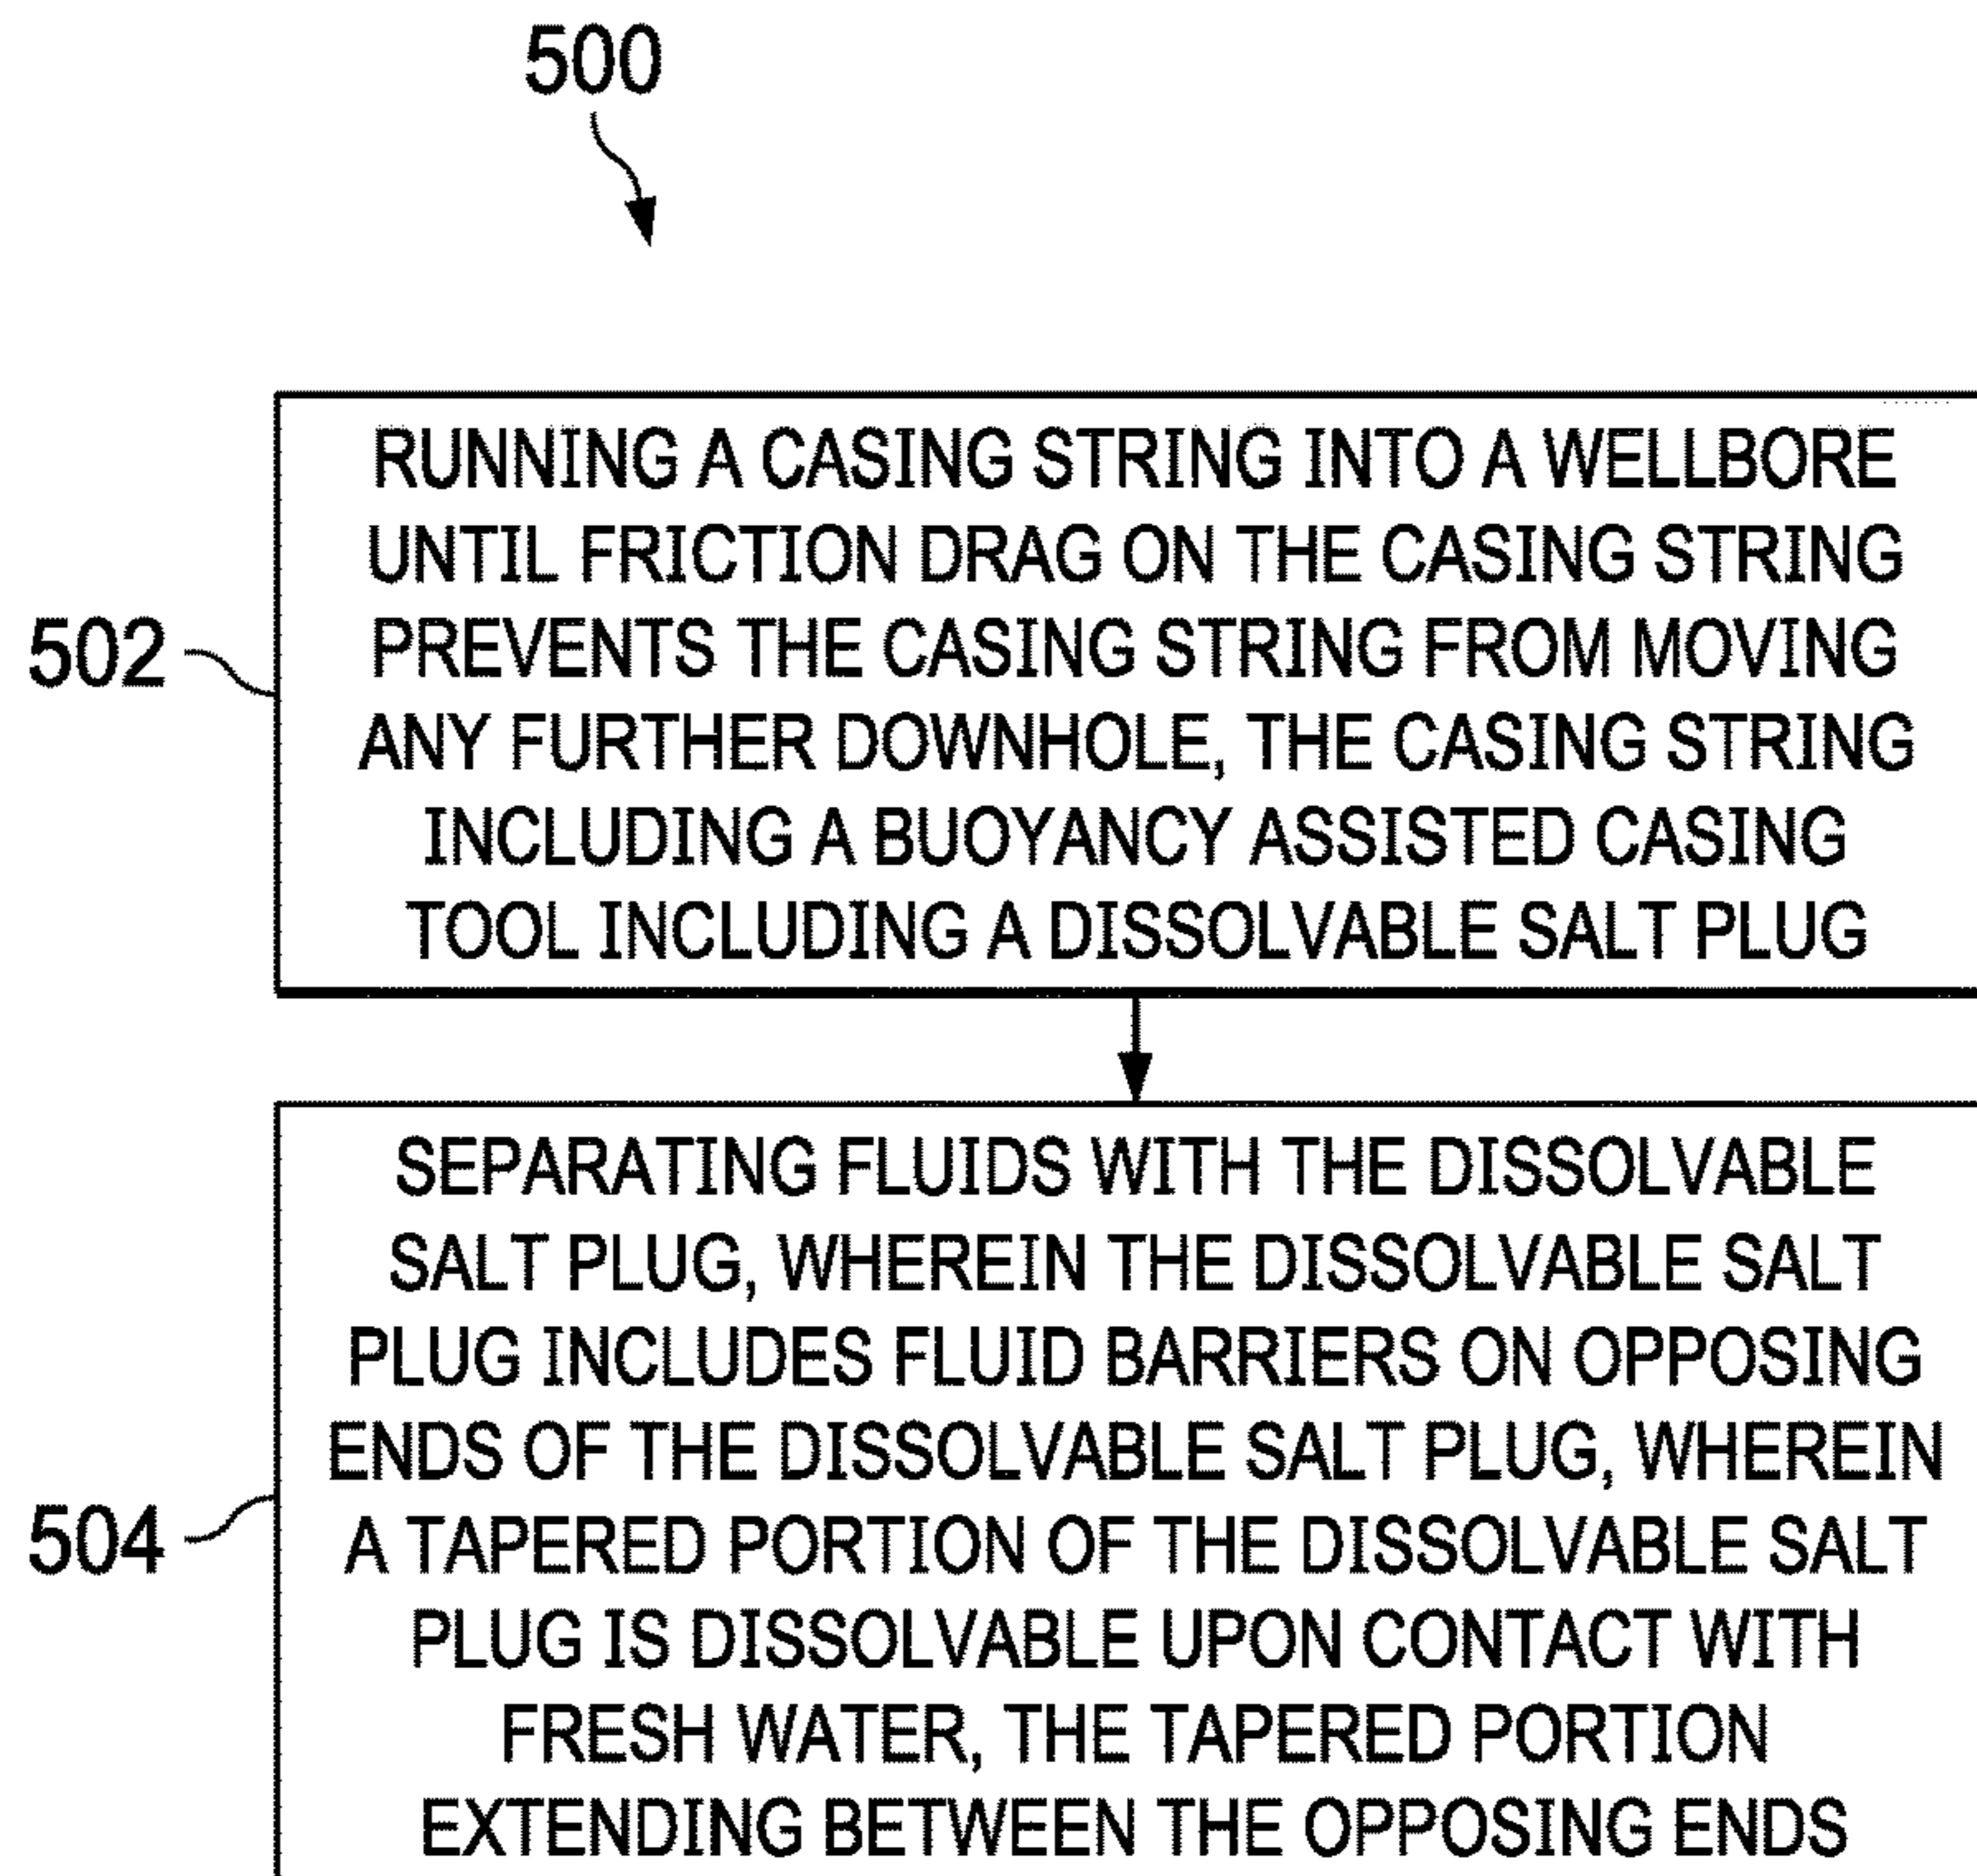 500
RUNNING A CASING STRING INTO A WELLBORE
UNTIL FRICTION DRAG ON THE CASING STRING
502 PREVENTS THE CASING STRING FROM MOVING
ANY FURTHER DOWNHOLE, THE CASING STRING
INCLUDING A BUOYANCY ASSISTED CASING
TOOL INCLUDING A DISSOLVABLE SALT PLUG
SEPARATING FLUIDS WITH THE DISSOLVABLE
SALT PLUG, WHEREIN THE DISSOLVABLE SALT
PLUG INCLUDES FLUID BARRIERS ON OPPOSING
ENDS OF THE DISSOLVABLE SALT PLUG, WHEREIN
504 A TAPERED PORTION OF THE DISSOLVABLE SALT
PLUG IS DISSOLVABLE UPON CONTACT WITH
FRESH WATER, THE TAPERED PORTION
EXTENDING BETWEEN THE OPPOSING ENDS